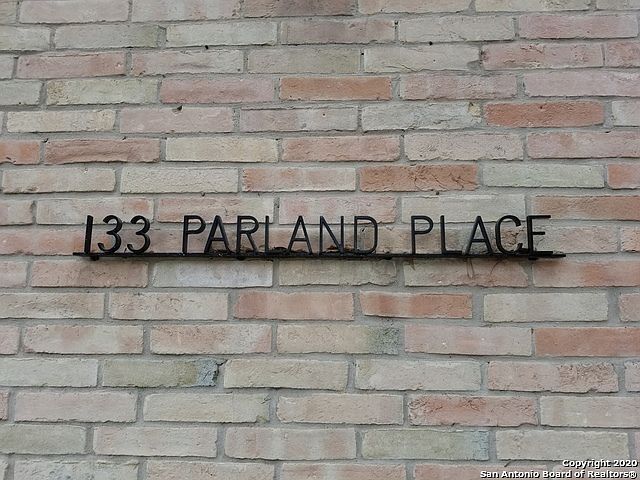 133 PARLAND PLACE
Copyright 2020
San Antonio Board of Realtors®